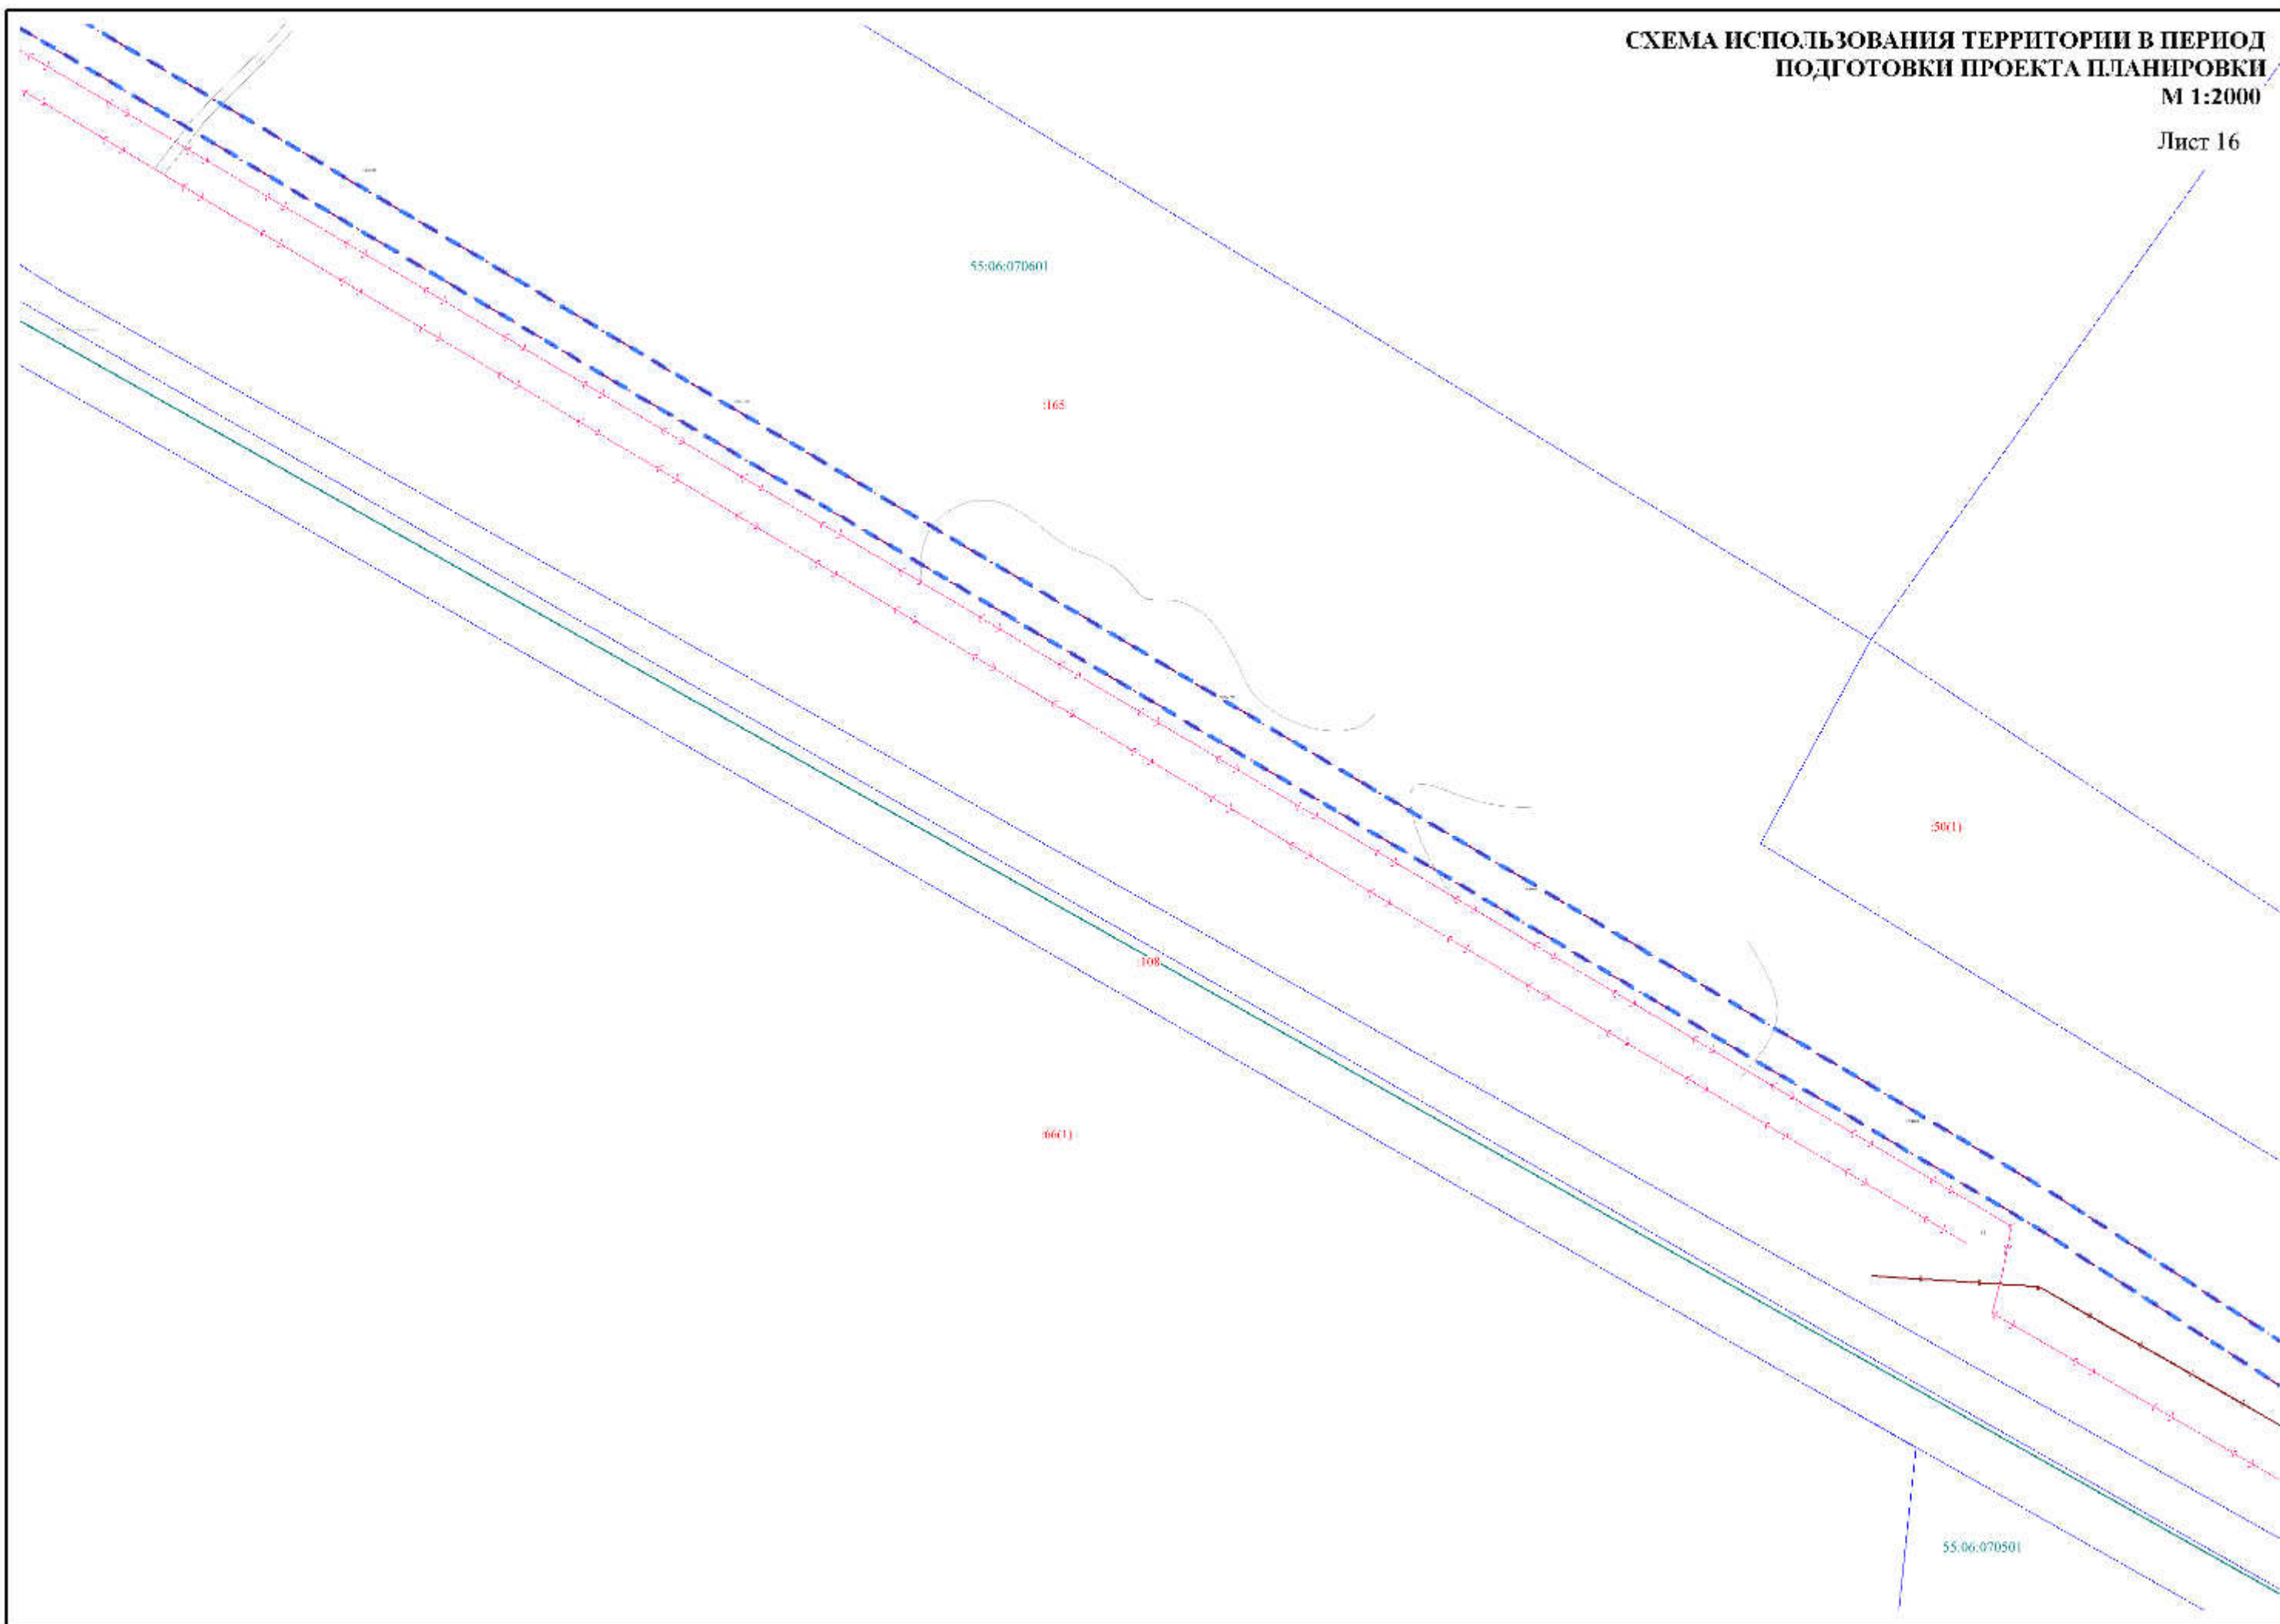 СХЕМА ИСПОЛЬЗОВАНИЯ ТЕРРИТОРИИ В ПЕРИОД
ПОДГОТОВКИ ПРОЕКТА ПЛАНИРОВКИ
М 1:2000
Лист 16
55:06:070601
:165
:50(1)
:108
:66(1)
55:06:070501